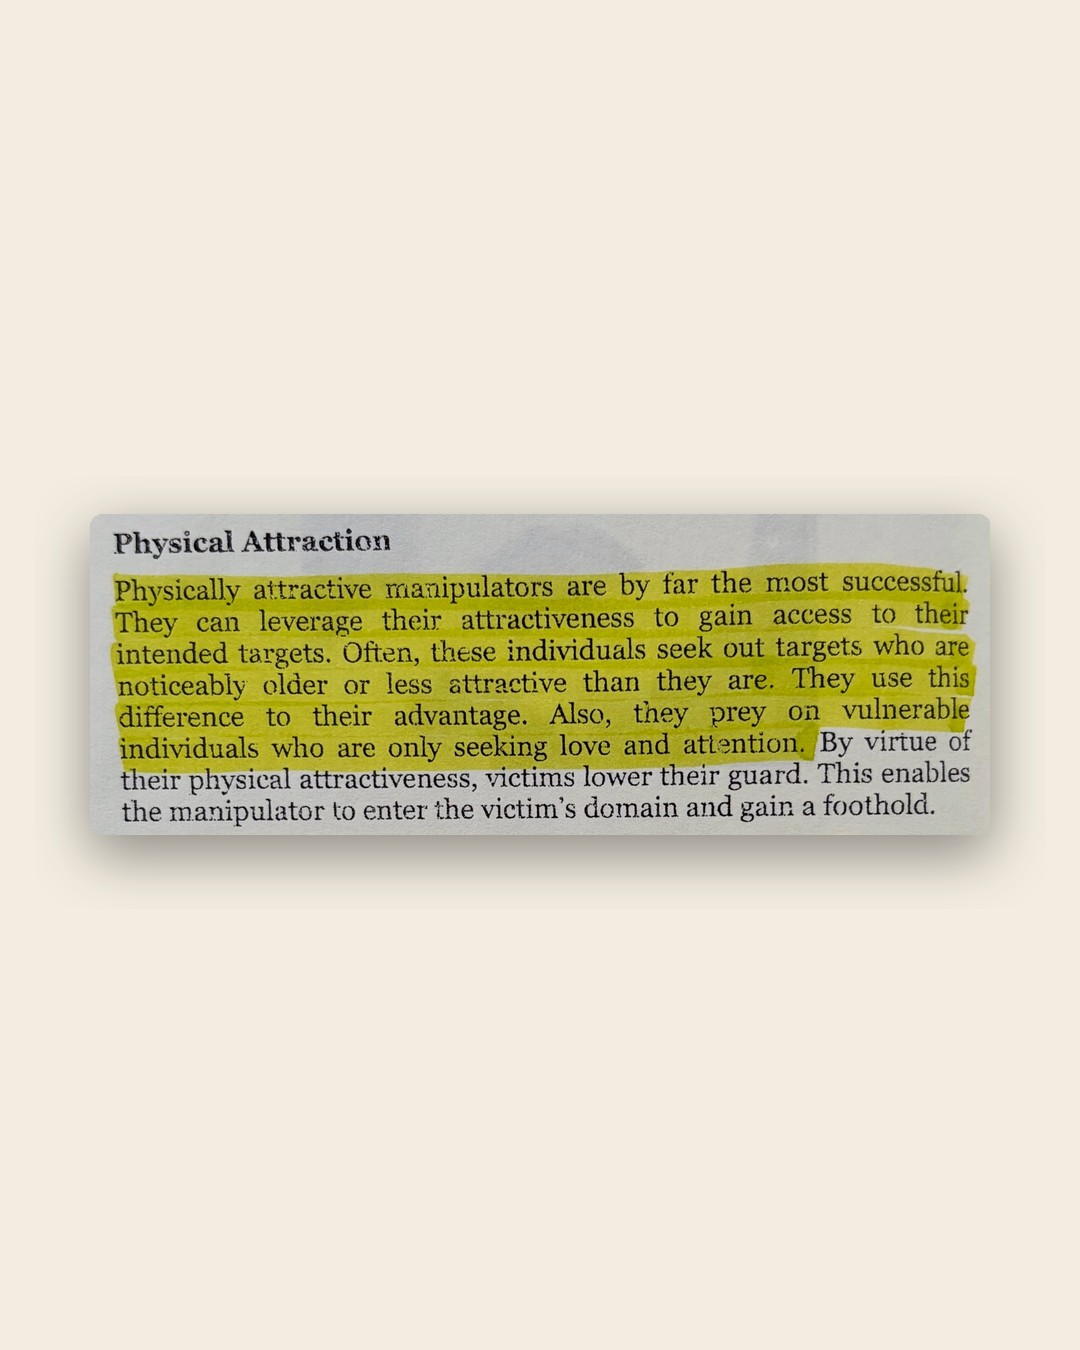 Physical Attraction
Physically attractive manipulators are by far the most successful.
They can leverage their attractiveness to gain access to their
intended targets. Often, these individuals seek out targets who are
noticeably older or less attractive than they are. They use this
difference to their advantage. Also, they prey on vulnerable
individuals who are only seeking love and attention. By virtue of
their physical attractiveness, victims lower their guard. This enables
the manipulator to enter the victim's domain and gain a foothold.